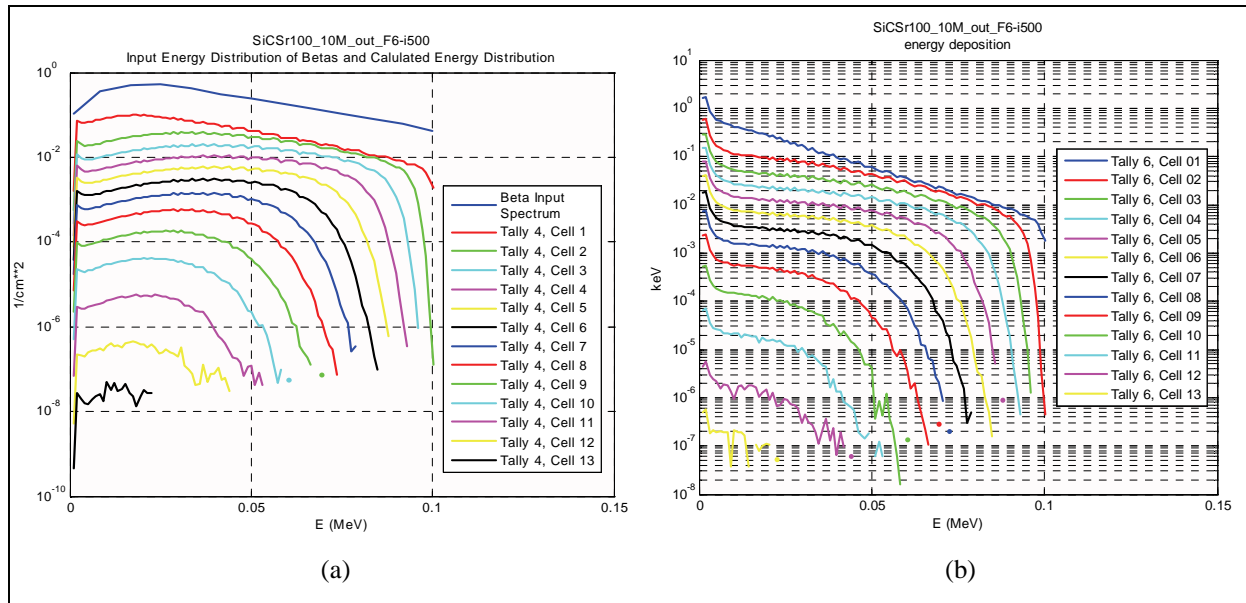 SiCSr100_10M_out_F6-i500
Input Energy Distribution of Betas and Calulated Energy Distribution
10^0
10^-2
10^-4
10^-6
10^-8
10^-10
1/cm**2
0
0.05
0.1
0.15
E (MeV)
Beta Input
Spectrum
Tally 4, Cell 1
Tally 4, Cell 2
Tally 4, Cell 3
Tally 4, Cell 4
Tally 4, Cell 5
Tally 4, Cell 6
Tally 4, Cell 7
Tally 4, Cell 8
Tally 4, Cell 9
Tally 4, Cell 10
Tally 4, Cell 11
Tally 4, Cell 12
Tally 4, Cell 13
(a)
SiCSr100_10M_out_F6-i500
energy deposition
10^1
10^0
10^-1
10^-2
10^-3
10^-4
10^-5
10^-6
10^-7
10^-8
keV
0
0.05
0.1
0.15
E (MeV)
Tally 6, Cell 01
Tally 6, Cell 02
Tally 6, Cell 03
Tally 6, Cell 04
Tally 6, Cell 05
Tally 6, Cell 06
Tally 6, Cell 07
Tally 6, Cell 08
Tally 6, Cell 09
Tally 6, Cell 10
Tally 6, Cell 11
Tally 6, Cell 12
Tally 6, Cell 13
(b)